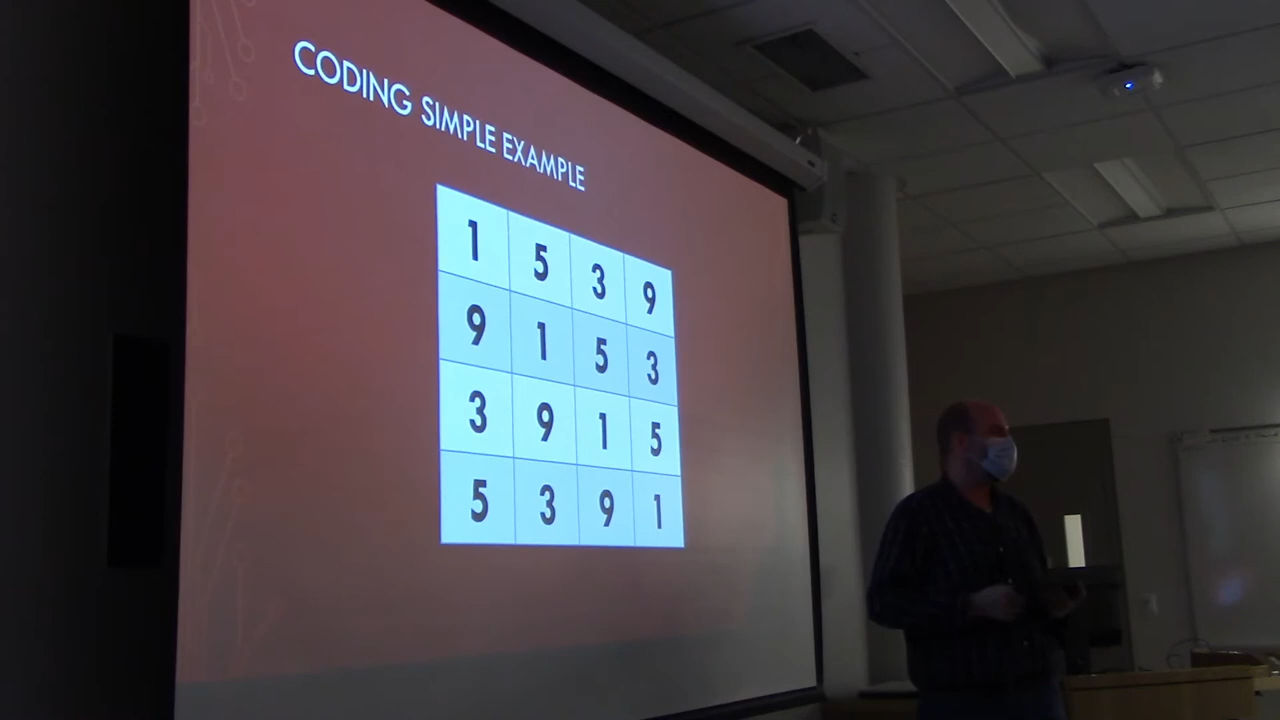 CODING SIMPLE EXAMPLE
1 5 3 9
9 1 5 3
3 9 1 5
5 3 9 1